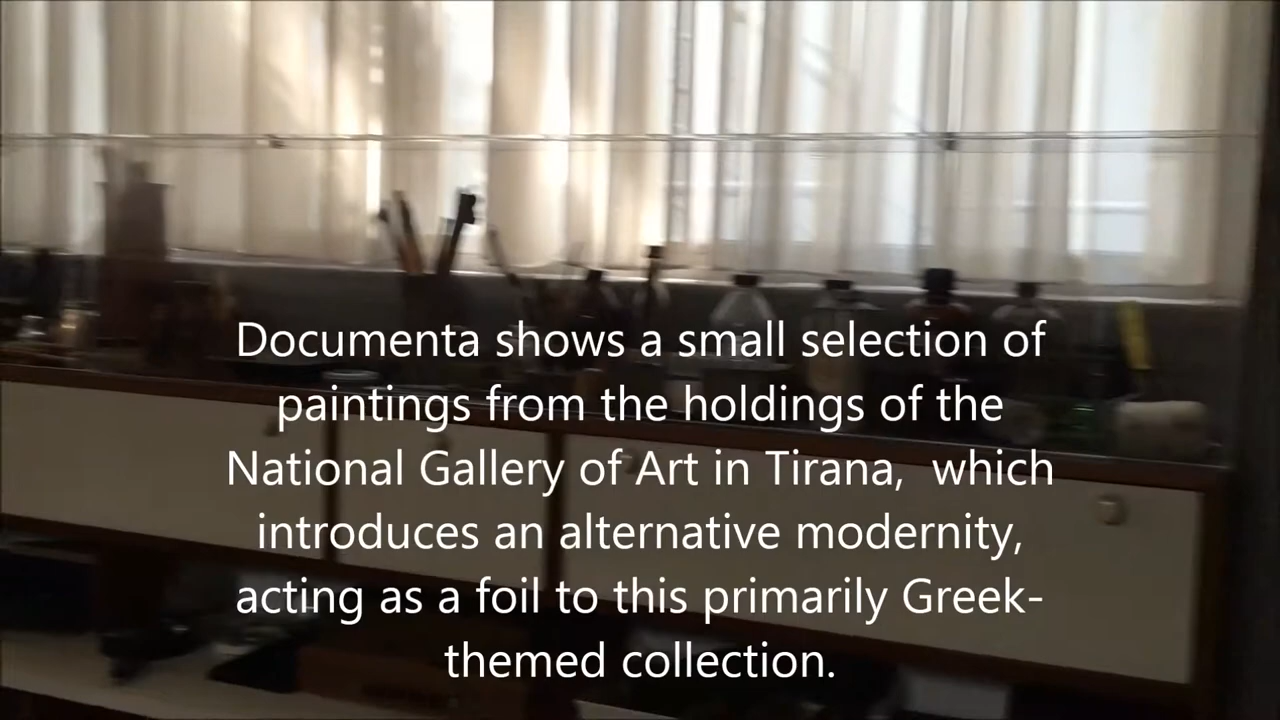 Documenta shows a small selection of
paintings from the holdings of the
National Gallery of Art in Tirana,  which
introduces an alternative modernity,
acting as a foil to this primarily Greek-
themed collection.